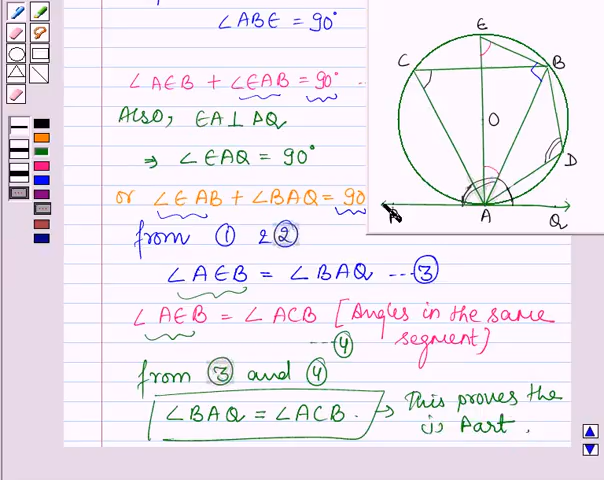 ∠ABE = 90°
∠AEB + ∠EAB = 90°
Also, EA⊥AQ
⇒ ∠EAQ = 90°
or ∠EAB + ∠BAQ = 90
from ① & ②
∠AEB = ∠BAQ ---③
∠AEB = ∠ACB [Angles in the same
segment]
---④
from ③ and ④
∠BAQ = ∠ACB. → This proves the
(i) Part.
E
C
B
O
D
A
Q